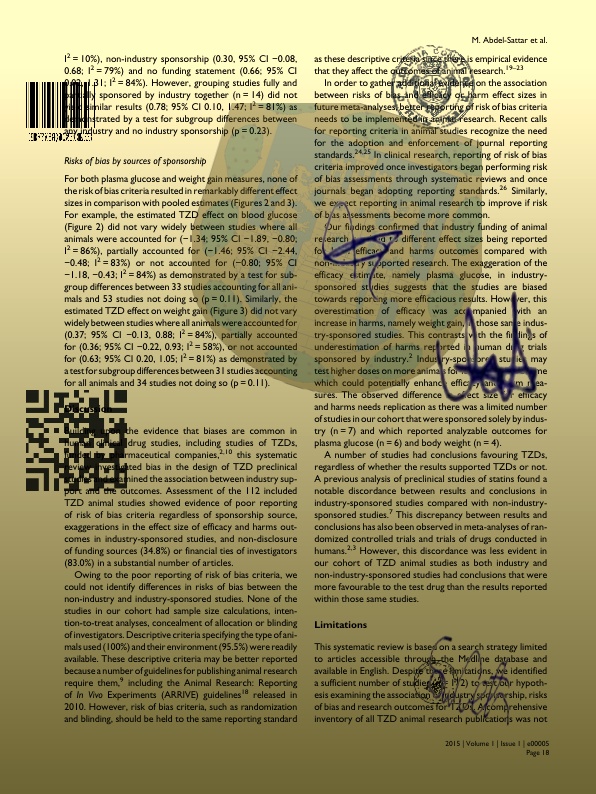 M. Abdel-Sattar et al.
I² = 10%), non-industry sponsorship (0.30, 95% CI −0.08,
0.68; I² = 79%) and no funding statement (0.66; 95% CI
1.31; I² = 84%). However, grouping studies fully and
sponsored by industry together (n = 14) did not
similar results (0.78; 95% CI 0.10, 1.47; I² = 81%) as
demonstrated by a test for subgroup differences between
any industry and no industry sponsorship (p = 0.23).
Risks of bias by sources of sponsorship
For both plasma glucose and weight gain measures, none of
the risk of bias criteria resulted in remarkably different effect
sizes in comparison with pooled estimates (Figures 2 and 3).
For example, the estimated TZD effect on blood glucose
(Figure 2) did not vary widely between studies where all
animals were accounted for (−1.34; 95% CI −1.89, −0.80;
I² = 86%), partially accounted for (−1.46; 95% CI −2.44,
−0.48; I² = 83%) or not accounted for (−0.80; 95% CI
−1.18, −0.43; I² = 84%) as demonstrated by a test for sub-
group differences between 33 studies accounting for all ani-
mals and 53 studies not doing so (p = 0.11). Similarly, the
estimated TZD effect on weight gain (Figure 3) did not vary
widely between studies where all animals were accounted for
(0.37; 95% CI −0.13, 0.88; I² = 84%), partially accounted
for (0.36; 95% CI −0.22, 0.93; I² = 58%), or not accounted
for (0.63; 95% CI 0.20, 1.05; I² = 81%) as demonstrated by
a test for subgroup differences between 31 studies accounting
for all animals and 34 studies not doing so (p = 0.11).
Discussion
the evidence that biases are common in
drug studies, including studies of TZDs,
pharmaceutical companies,²,¹⁰ this systematic
review investigated bias in the design of TZD preclinical
examined the association between industry sup-
port and the outcomes. Assessment of the 112 included
TZD animal studies showed evidence of poor reporting
of risk of bias criteria regardless of sponsorship source,
exaggerations in the effect size of efficacy and harms out-
comes in industry-sponsored studies, and non-disclosure
of funding sources (34.8%) or financial ties of investigators
(83.0%) in a substantial number of articles.
Owing to the poor reporting of risk of bias criteria, we
could not identify differences in risks of bias between the
non-industry and industry-sponsored studies. None of the
studies in our cohort had sample size calculations, inten-
tion-to-treat analyses, concealment of allocation or blinding
of investigators. Descriptive criteria specifying the type of ani-
mals used (100%) and their environment (95.5%) were readily
available. These descriptive criteria may be better reported
because a number of guidelines for publishing animal research
require them,⁹ including the Animal Research: Reporting
of In Vivo Experiments (ARRIVE) guidelines¹⁸ released in
2010. However, risk of bias criteria, such as randomization
and blinding, should be held to the same reporting standard
as these descriptive criteria since there is empirical evidence
that they affect the outcomes of animal research.¹⁹⁻²³
In order to gather additional evidence on the association
between risks of bias and efficacy or harm effect sizes in
future meta-analyses, better reporting of risk of bias criteria
needs to be implemented in animal research. Recent calls
for reporting criteria in animal studies recognize the need
for the adoption and enforcement of journal reporting
standards.²⁴,²⁵ In clinical research, reporting of risk of bias
criteria improved once investigators began performing risk
of bias assessments through systematic reviews and once
journals began adopting reporting standards.²⁶ Similarly,
we expect reporting in animal research to improve if risk
of bias assessments become more common.
Our findings confirmed that industry funding of animal
research to different effect sizes being reported
for efficacy and harms outcomes compared with
non-industry supported research. The exaggeration of the
efficacy estimate, namely plasma glucose, in industry-
sponsored studies suggests that the studies are biased
towards reporting more efficacious results. However, this
overestimation of efficacy was accompanied with an
increase in harms, namely weight gain, in those same indus-
try-sponsored studies. This contrasts with the findings of
underestimation of harms reported in human drug trials
sponsored by industry.² Industry-sponsored studies may
test higher doses on more animals for
which could potentially enhance efficacy and harm mea-
sures. The observed difference in effect size for efficacy
and harms needs replication as there was a limited number
of studies in our cohort that were sponsored solely by indus-
try (n = 7) and which reported analyzable outcomes for
plasma glucose (n = 6) and body weight (n = 4).
A number of studies had conclusions favouring TZDs,
regardless of whether the results supported TZDs or not.
A previous analysis of preclinical studies of statins found a
notable discordance between results and conclusions in
industry-sponsored studies compared with non-industry-
sponsored studies.⁷ This discrepancy between results and
conclusions has also been observed in meta-analyses of ran-
domized controlled trials and trials of drugs conducted in
humans.²,³ However, this discordance was less evident in
our cohort of TZD animal studies as both industry and
non-industry-sponsored studies had conclusions that were
more favourable to the test drug than the results reported
within those same studies.
Limitations
This systematic review is based on a search strategy limited
to articles accessible through the Medline database and
available in English. Despite these limitations, we identified
a sufficient number of studies (n = 112) to test our hypoth-
esis examining the association of industry sponsorship, risks
of bias and research outcomes for TZDs. A comprehensive
inventory of all TZD animal research publications was not
2015 | Volume 1 | Issue 1 | e00005
Page 18